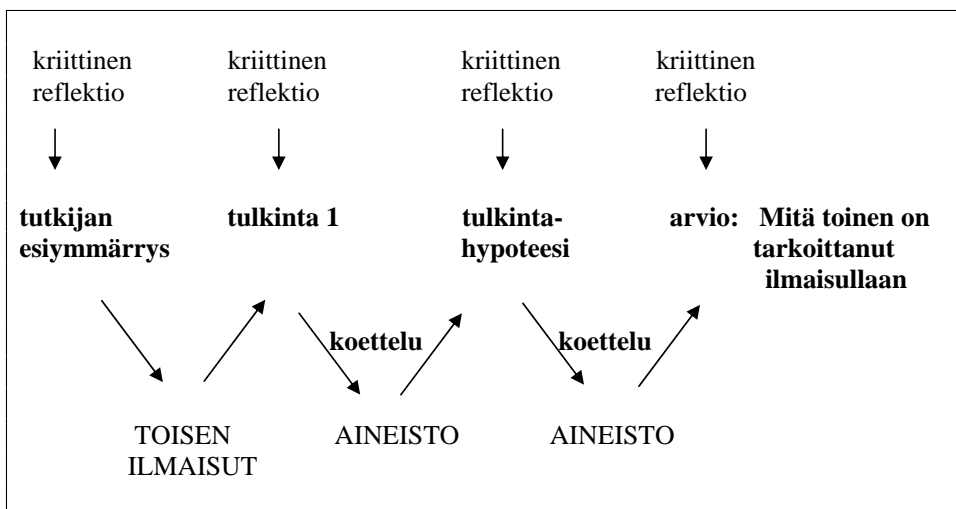 kriittinen kriittinen kriittinen kriittinen
reflektio reflektio reflektio reflektio
tutkijan tulkinta 1 tulkinta- arvio: Mitä toinen on
esiymmärrys hypoteesi tarkoittanut
ilmaisullaan
koettelu koettelu
TOISEN AINEISTO AINEISTO
ILMAISUT